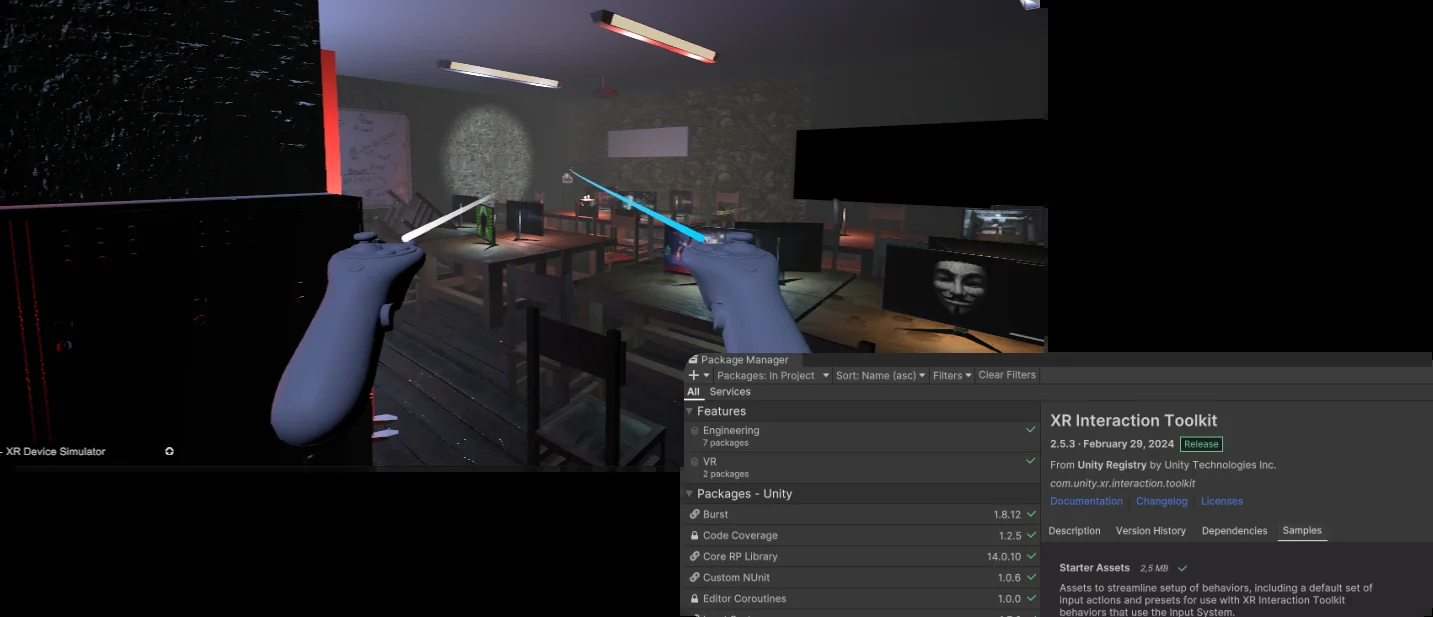 - XR Device Simulator
Package Manager
Packages: In Project
Sort: Name (asc)
Filters
Clear Filters
All
Services
Features
Engineering
7 packages
VR
2 packages
Packages - Unity
Burst
1.8.12
Code Coverage
1.2.5
Core RP Library
14.0.10
Custom NUnit
1.0.6
Editor Coroutines
1.0.0
XR Interaction Toolkit
2.5.3 · February 29, 2024 Release
From Unity Registry by Unity Technologies Inc.
com.unity.xr.interaction.toolkit
Documentation
Changelog
Licenses
Description
Version History
Dependencies
Samples
Starter Assets 2,5 MB
Assets to streamline setup of behaviors, including a default set of
input actions and presets for use with XR Interaction Toolkit
behaviors that use the Input System.